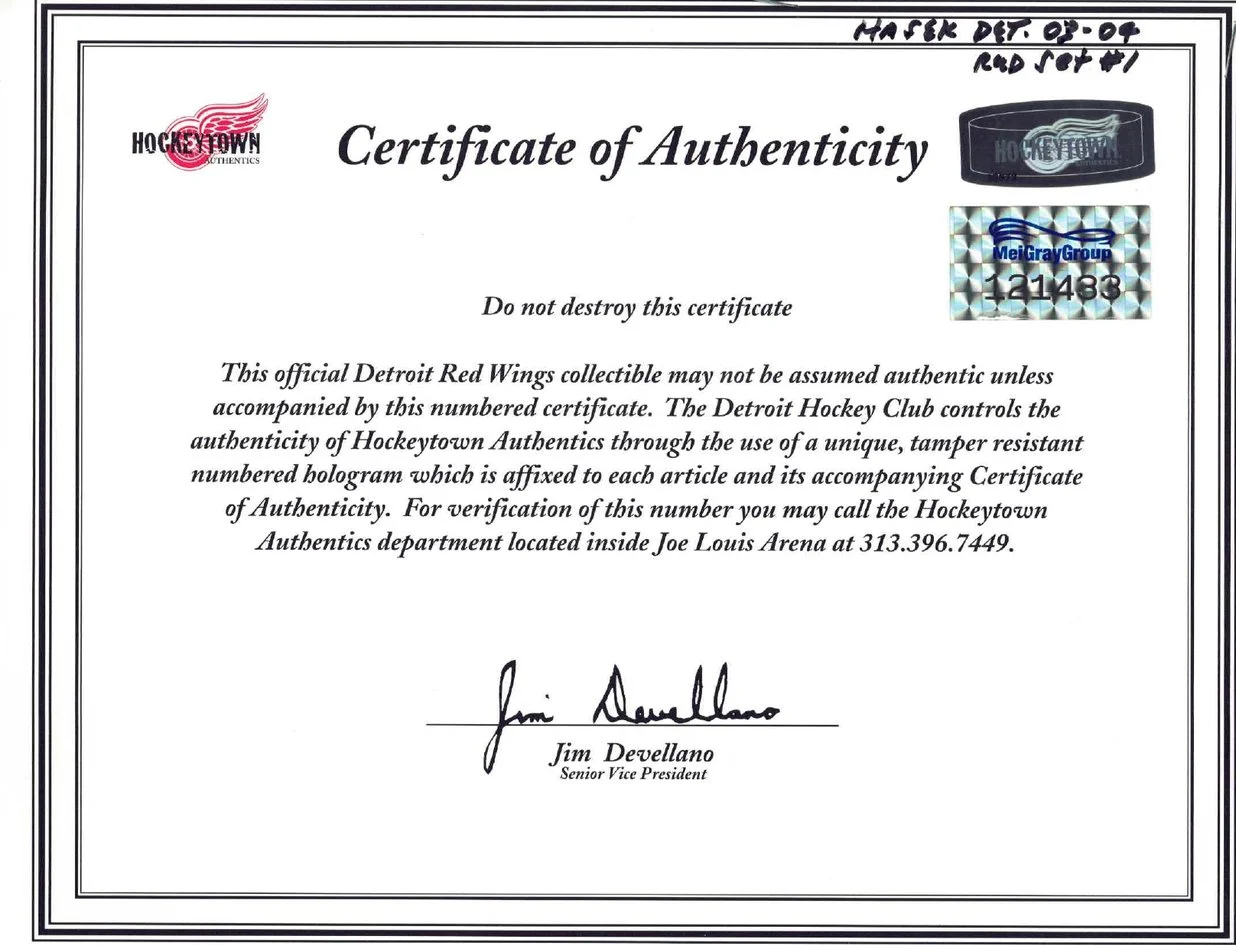 HASEK DET. 03-04
RED SET #1
HOCKEYTOWN
AUTHENTICS
Certificate of Authenticity
HOCKEYTOWN
AUTHENTICS
MeiGrayGroup
121433
Do not destroy this certificate
This official Detroit Red Wings collectible may not be assumed authentic unless
accompanied by this numbered certificate. The Detroit Hockey Club controls the
authenticity of Hockeytown Authentics through the use of a unique, tamper resistant
numbered hologram which is affixed to each article and its accompanying Certificate
of Authenticity. For verification of this number you may call the Hockeytown
Authentics department located inside Joe Louis Arena at 313.396.7449.
Jim Devellano
Jim Devellano
Senior Vice President